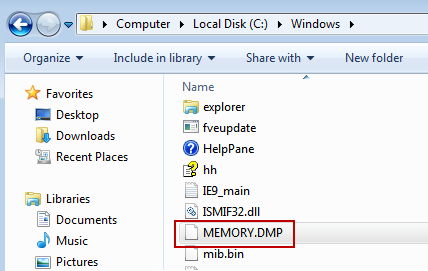 Computer Local Disk (C:) Windows
Organize Include in library Share with New folder
Favorites
Desktop
Downloads
Recent Places
Libraries
Documents
Music
Pictures
Name
explorer
fveupdate
HelpPane
hh
IE9_main
ISMIF32.dll
MEMORY.DMP
mib.bin